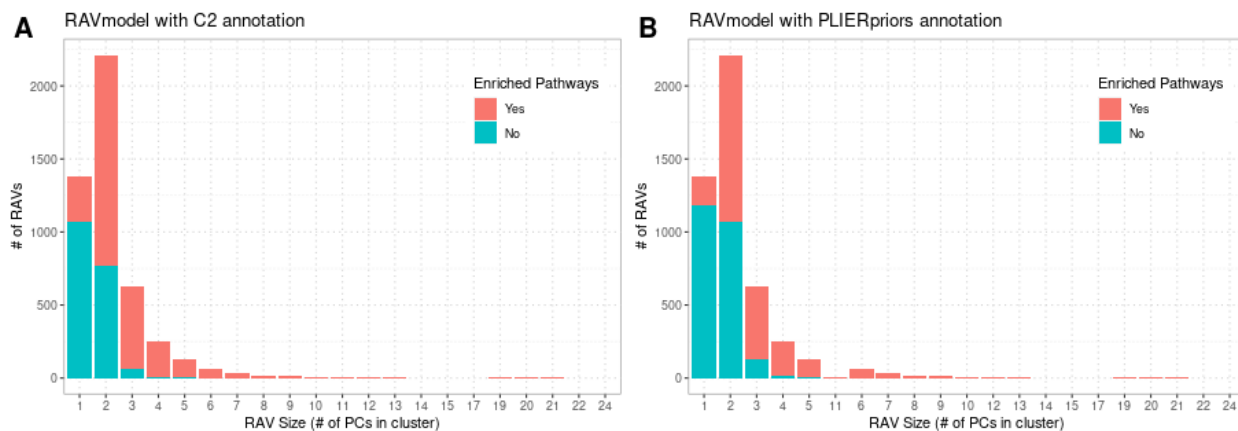 A
RAVmodel with C2 annotation
# of RAVs
2000
1500
1000
500
0
Enriched Pathways
Yes
No
1 2 3 4 5 6 7 8 9 10 11 12 13 14 15 17 19 20 21 22 24
RAV Size (# of PCs in cluster)
B
RAVmodel with PLIERpriors annotation
# of RAVs
2000
1500
1000
500
0
Enriched Pathways
Yes
No
1 2 3 4 5 11 6 7 8 9 10 12 13 14 15 17 19 20 21 22 24
RAV Size (# of PCs in cluster)